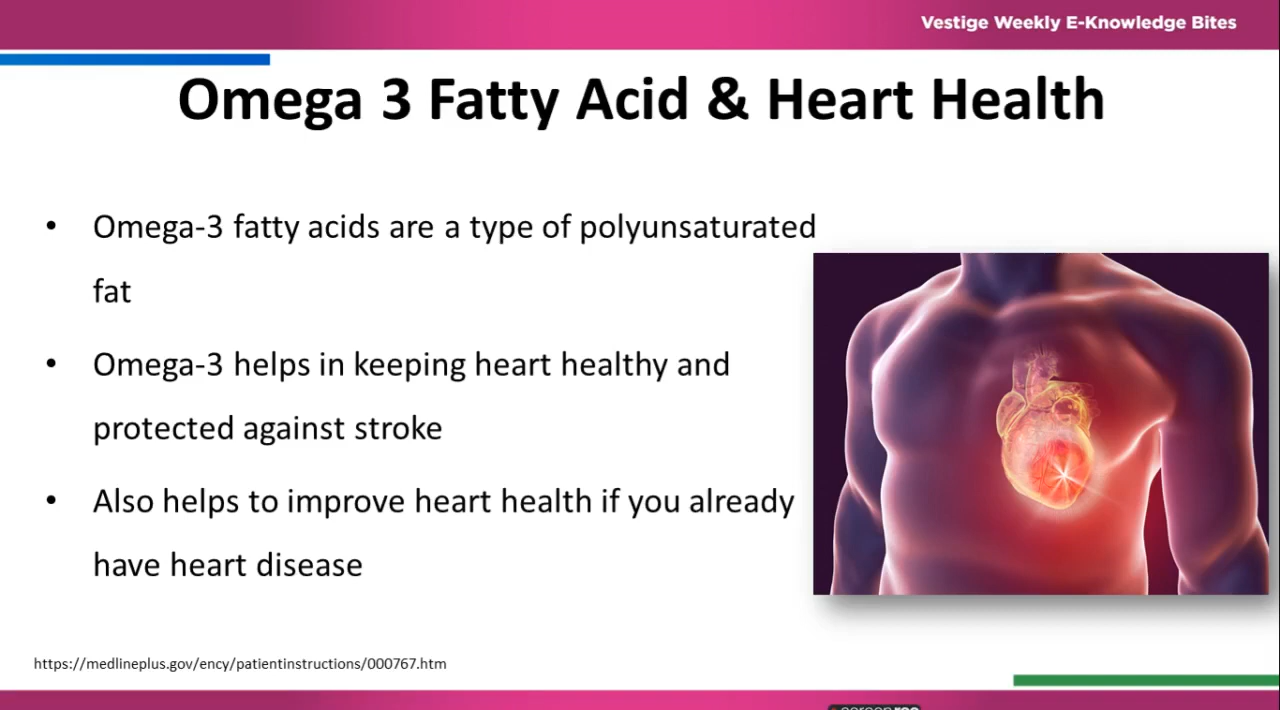 Vestige Weekly E-Knowledge Bites
Omega 3 Fatty Acid & Heart Health
• Omega-3 fatty acids are a type of polyunsaturated
fat
• Omega-3 helps in keeping heart healthy and
protected against stroke
• Also helps to improve heart health if you already
have heart disease
https://medlineplus.gov/ency/patientinstructions/000767.htm